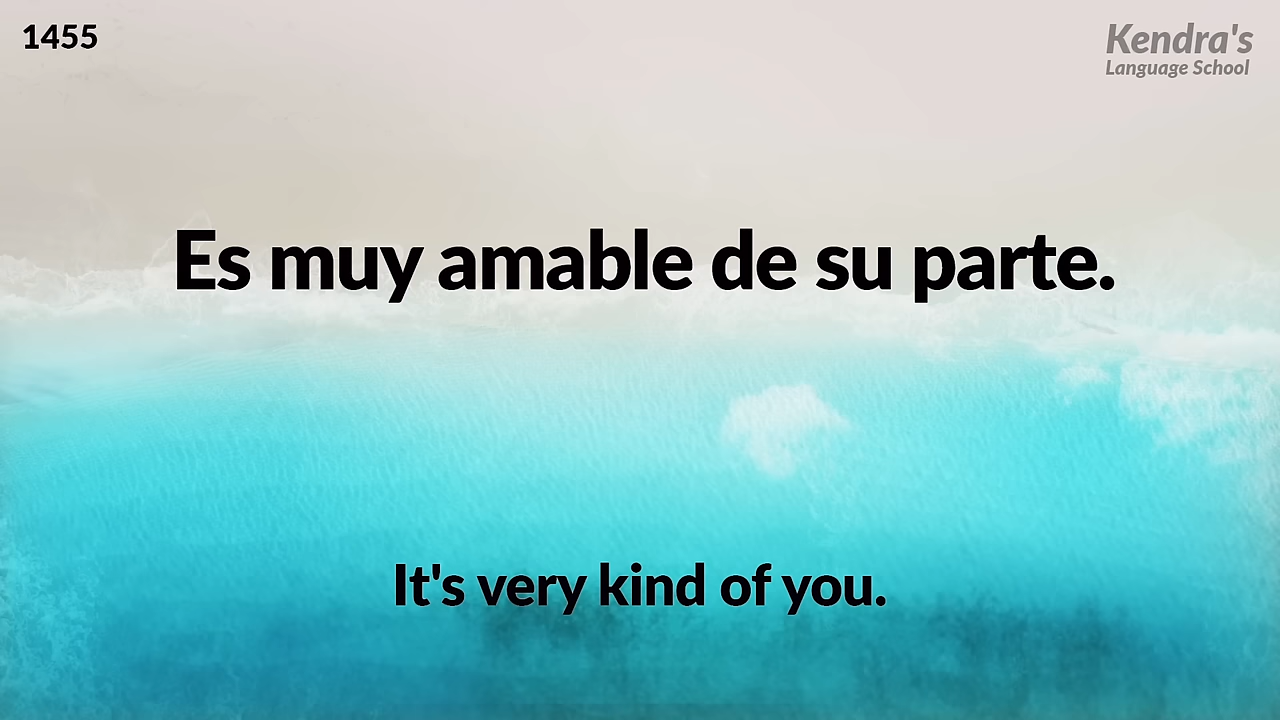 1455
Kendra's
Language School
Es muy amable de su parte.
It's very kind of you.